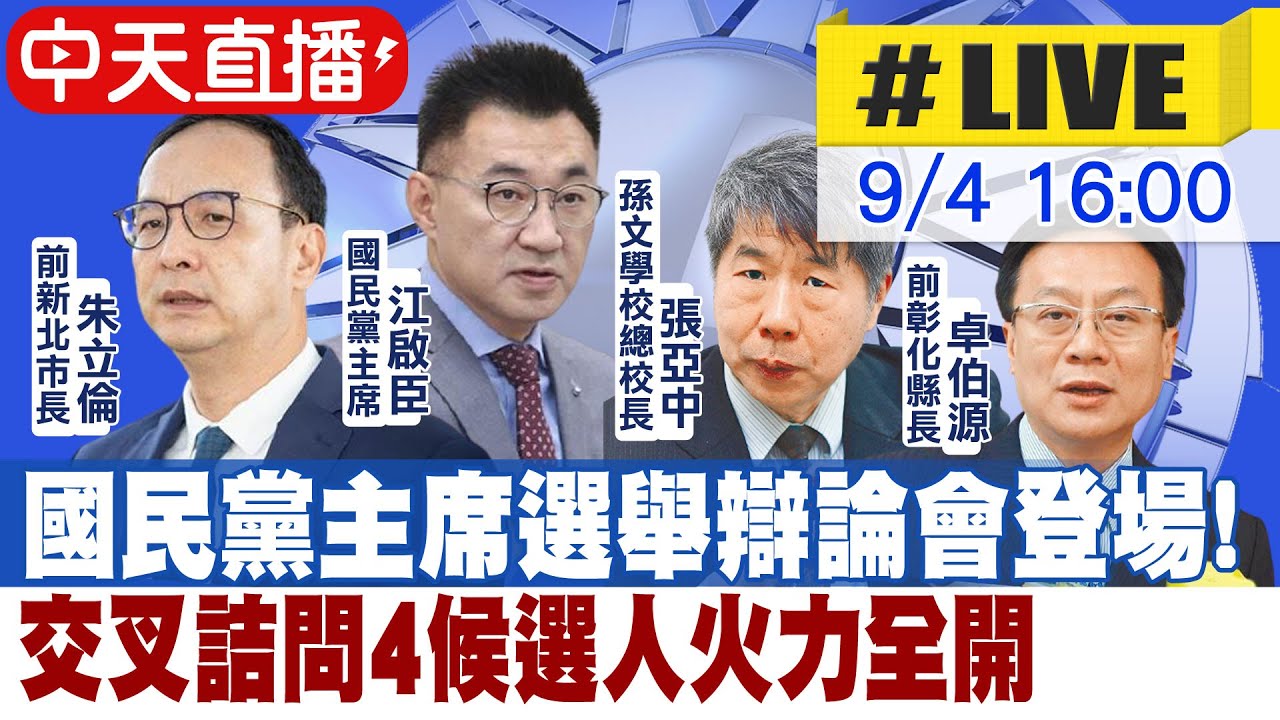 中天直播
#LIVE
9/4 16:00
前新北市長
朱立倫
國民黨主席
江啟臣
孫文學校總校長
張亞中
前彰化縣長
卓伯源
國民黨主席選舉辯論會登場!
交叉詰問4候選人火力全開